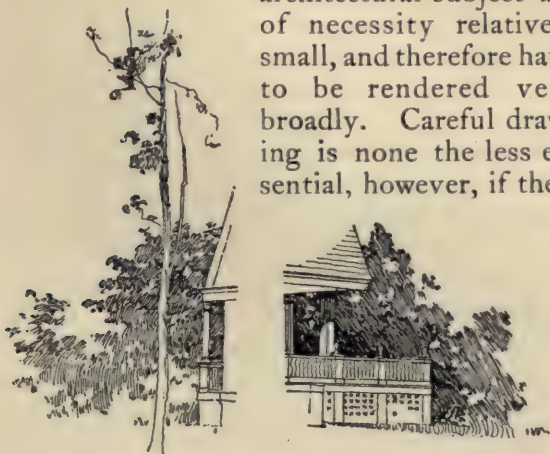 of necessity relative
small, and therefore hav
to be rendered ve
broadly. Careful draw
ing is none the less e
sential, however, if the